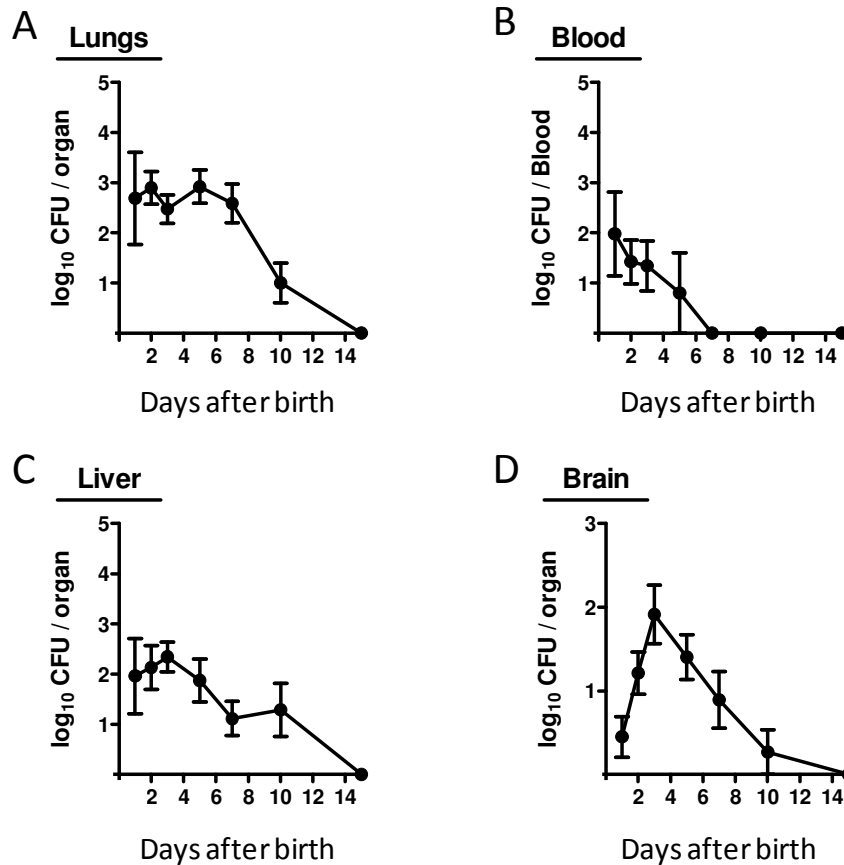 A
Lungs
log10 CFU / organ
5
4
3
2
1
2 4 6 8 10 12 14
Days after birth
B
Blood
log10 CFU / Blood
5
4
3
2
1
2 4 6 8 10 12 14
Days after birth
C
Liver
log10 CFU / organ
5
4
3
2
1
2 4 6 8 10 12 14
Days after birth
D
Brain
log10 CFU / organ
3
2
1
2 4 6 8 10 12 14
Days after birth